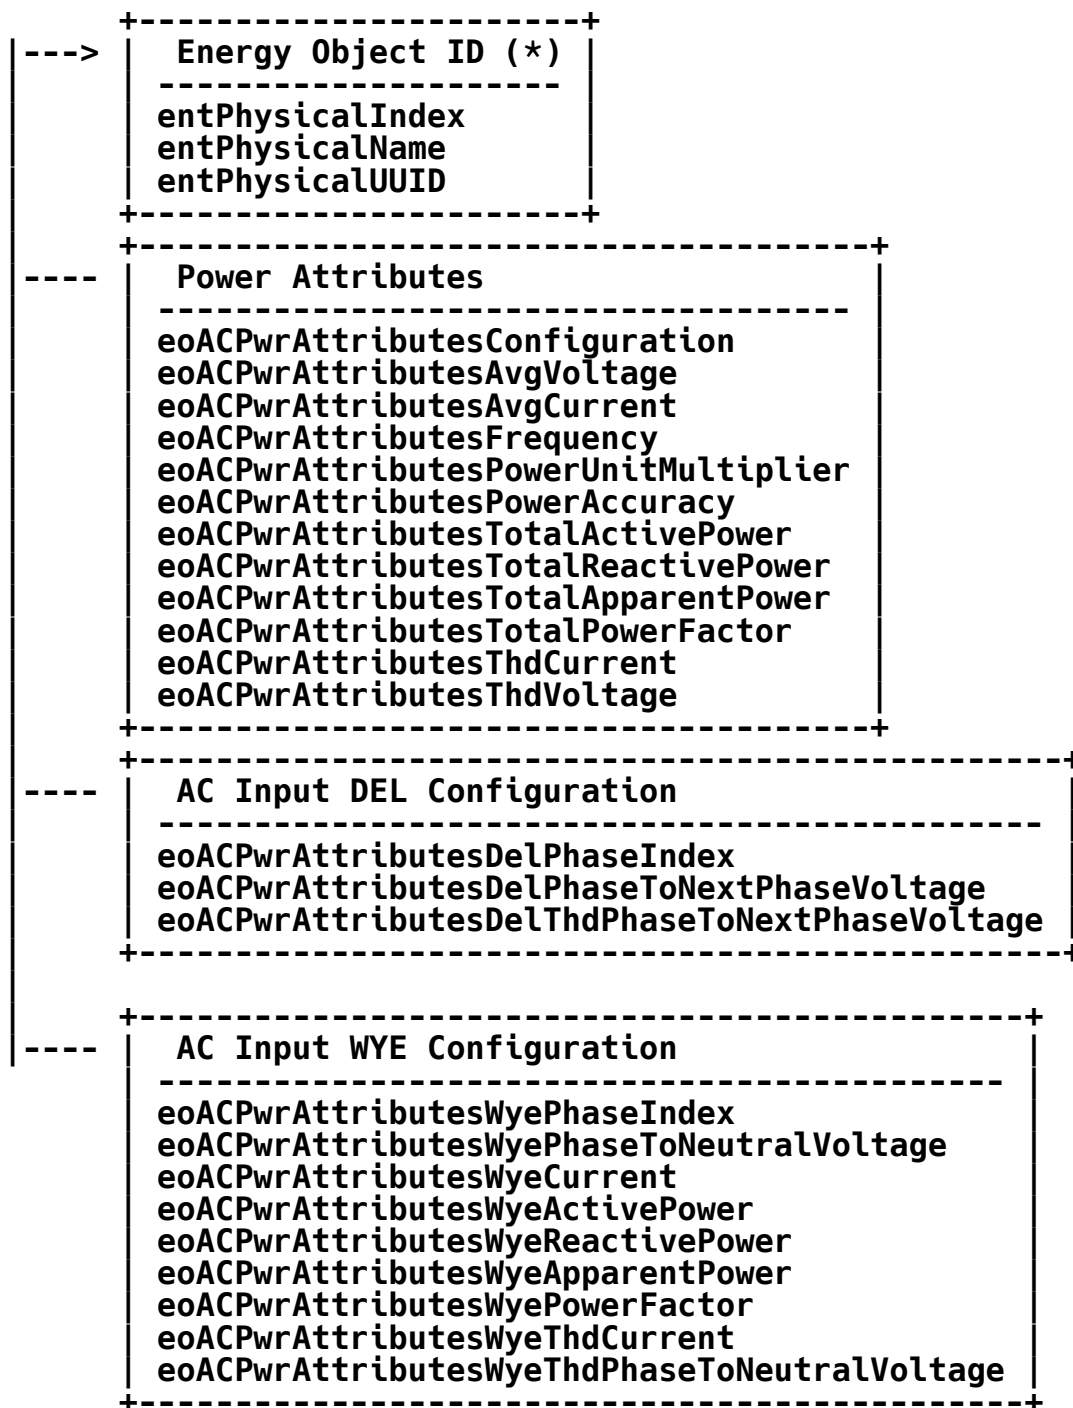 Energy Object ID (*)
entPhysicalIndex
entPhysicalName
entPhysicalUUID
Power Attributes
eoACPwrAttributesConfiguration
eoACPwrAttributesAvgVoltage
eoACPwrAttributesAvgCurrent
eoACPwrAttributesFrequency
eoACPwrAttributesPowerUnitMultiplier
eoACPwrAttributesPowerAccuracy
eoACPwrAttributesTotalActivePower
eoACPwrAttributesTotalReactivePower
eoACPwrAttributesTotalApparentPower
eoACPwrAttributesTotalPowerFactor
eoACPwrAttributesThdCurrent
eoACPwrAttributesThdVoltage
AC Input DEL Configuration
eoACPwrAttributesDelPhaseIndex
eoACPwrAttributesDelPhaseToNextPhaseVoltage
eoACPwrAttributesDelThdPhaseToNextPhaseVoltage
AC Input WYE Configuration
eoACPwrAttributesWyePhaseIndex
eoACPwrAttributesWyePhaseToNeutralVoltage
eoACPwrAttributesWyeCurrent
eoACPwrAttributesWyeActivePower
eoACPwrAttributesWyeReactivePower
eoACPwrAttributesWyeApparentPower
eoACPwrAttributesWyePowerFactor
eoACPwrAttributesWyeThdCurrent
eoACPwrAttributesWyeThdPhaseToNeutralVoltage